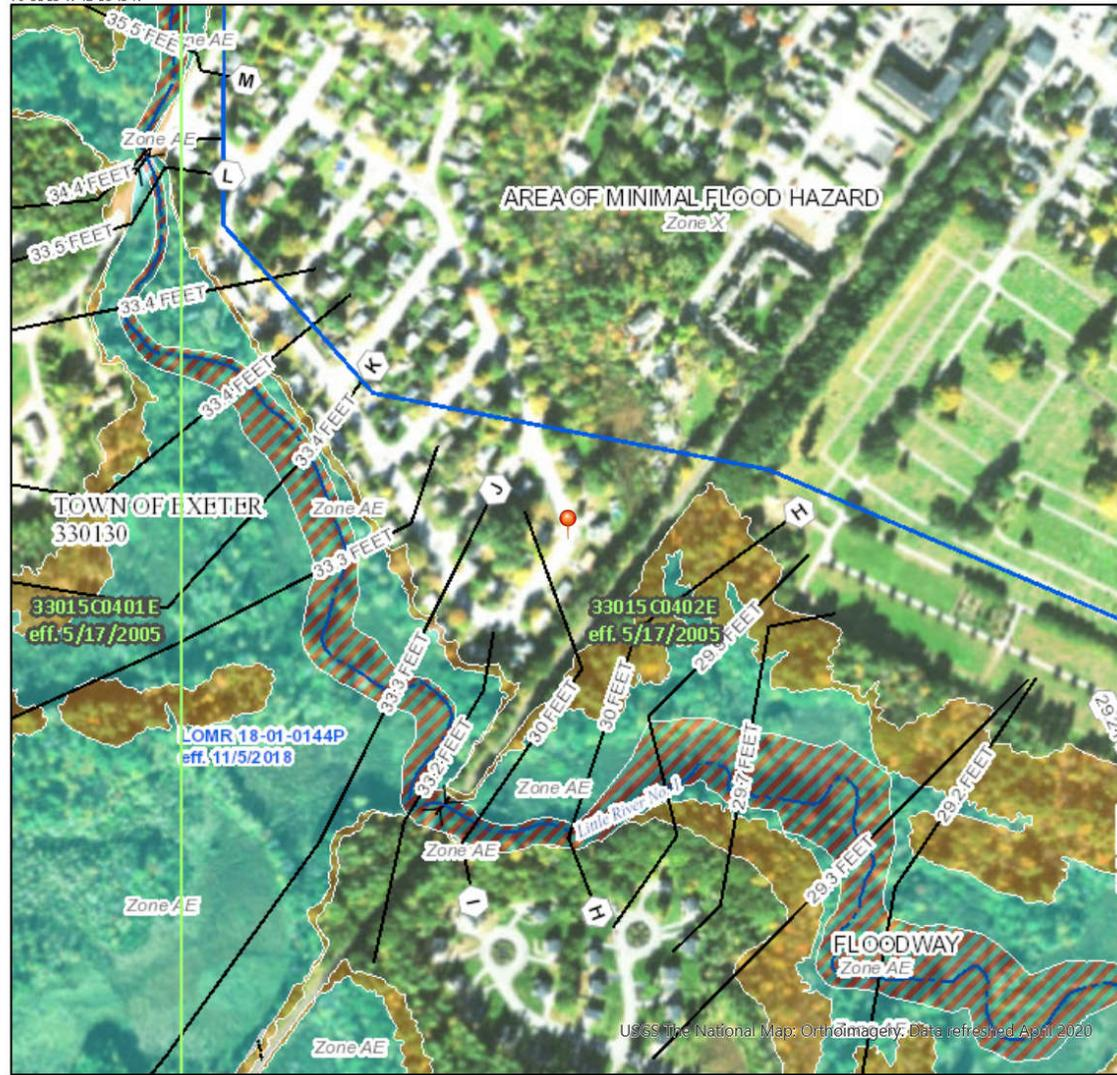 35.5 FEE
ne AE
M
Zone AE
34.4 FEET
L
AREA OF MINIMAL FLOOD HAZARD
Zone X
33.5 FEET
33.4 FEET
K
33.4 FEET
33.4 FEET
J
TOWN OF EXETER
330130
Zone AE
H
33.3 FEET
33015C0401E
eff. 5/17/2005
33015C0402E
eff. 5/17/2005
33.3 FEET
30 FEET
30 FEET
LOMR 18-01-0144P
eff. 11/5/2018
33.2 FEET
29.7 FEET
29.2 FEET
Zone AE
Little River No. 1
Zone AE
29.3 FEET
Zone AE
I
H
FLOODWAY
Zone AE
USGS The National Map: Orthoimagery. Data refreshed April 2020
Zone AE